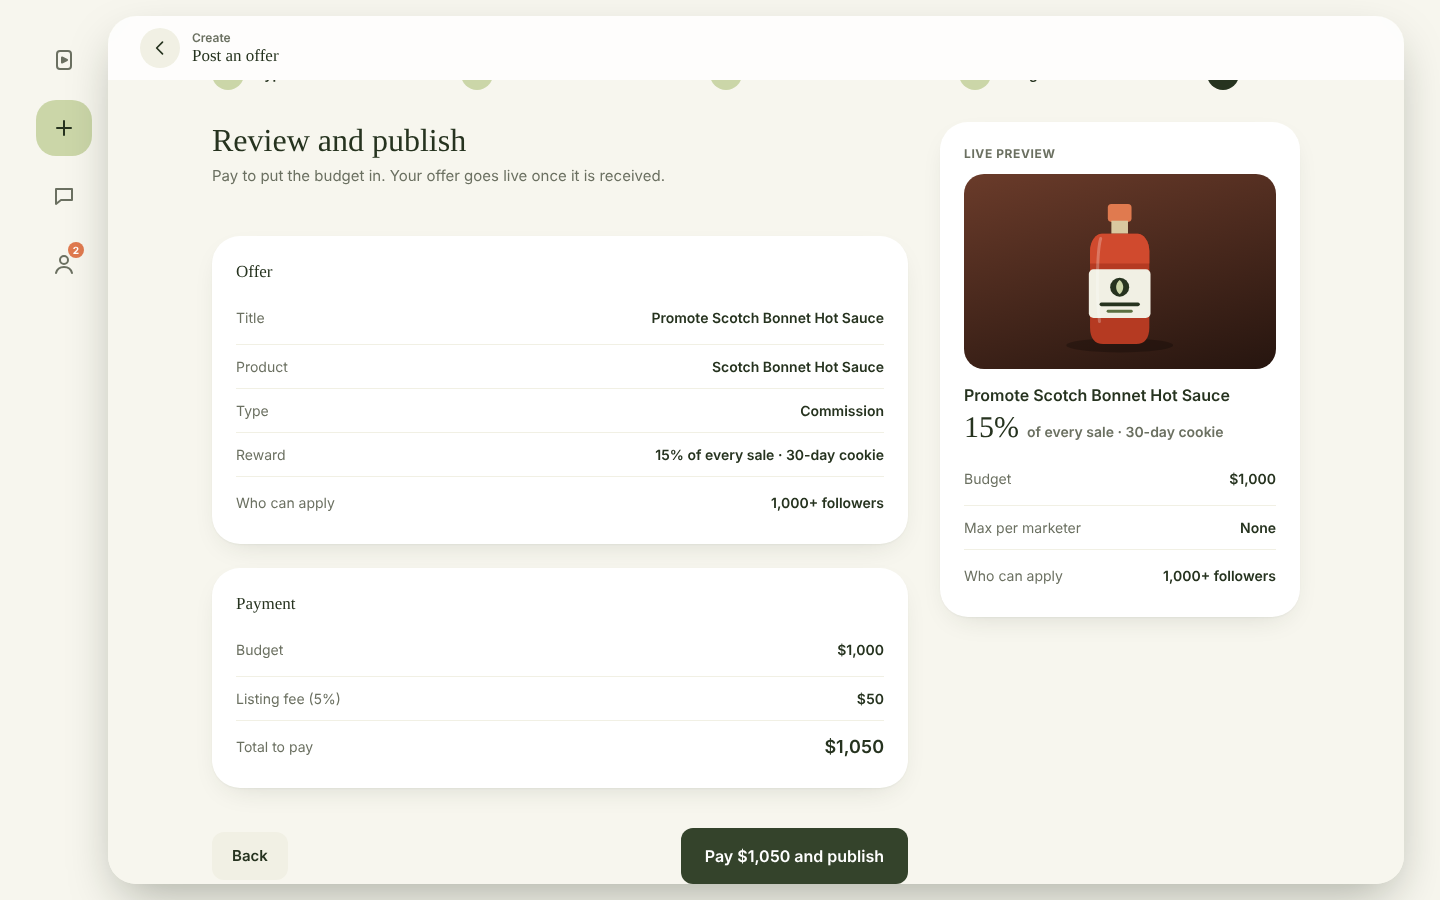 Create
Post an offer
2
Review and publish
Pay to put the budget in. Your offer goes live once it is received.
Offer
Title Promote Scotch Bonnet Hot Sauce
Product Scotch Bonnet Hot Sauce
Type Commission
Reward 15% of every sale · 30-day cookie
Who can apply 1,000+ followers
Payment
Budget $1,000
Listing fee (5%) $50
Total to pay $1,050
Back
Pay $1,050 and publish
LIVE PREVIEW
Promote Scotch Bonnet Hot Sauce
15% of every sale · 30-day cookie
Budget $1,000
Max per marketer None
Who can apply 1,000+ followers